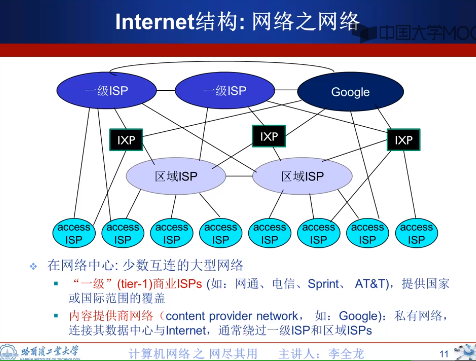 Internet结构: 网络之网络
中国大学MOO
一级ISP
一级ISP
Google
IXP
IXP
IXP
区域ISP
区域ISP
access
ISP
access
ISP
access
ISP
access
ISP
access
ISP
access
ISP
access
ISP
access
ISP
在网络中心: 少数互连的大型网络
“一级”(tier-1)商业ISPs (如: 网通、电信、Sprint、 AT&T), 提供国家
或国际范围的覆盖
内容提供商网络（content provider network， 如: Google): 私有网络,
连接其数据中心与Internet，通常绕过一级ISP和区域ISPs
哈爾濱工業大学
计算机网络 之 网尽其用
主讲人：李全龙
11